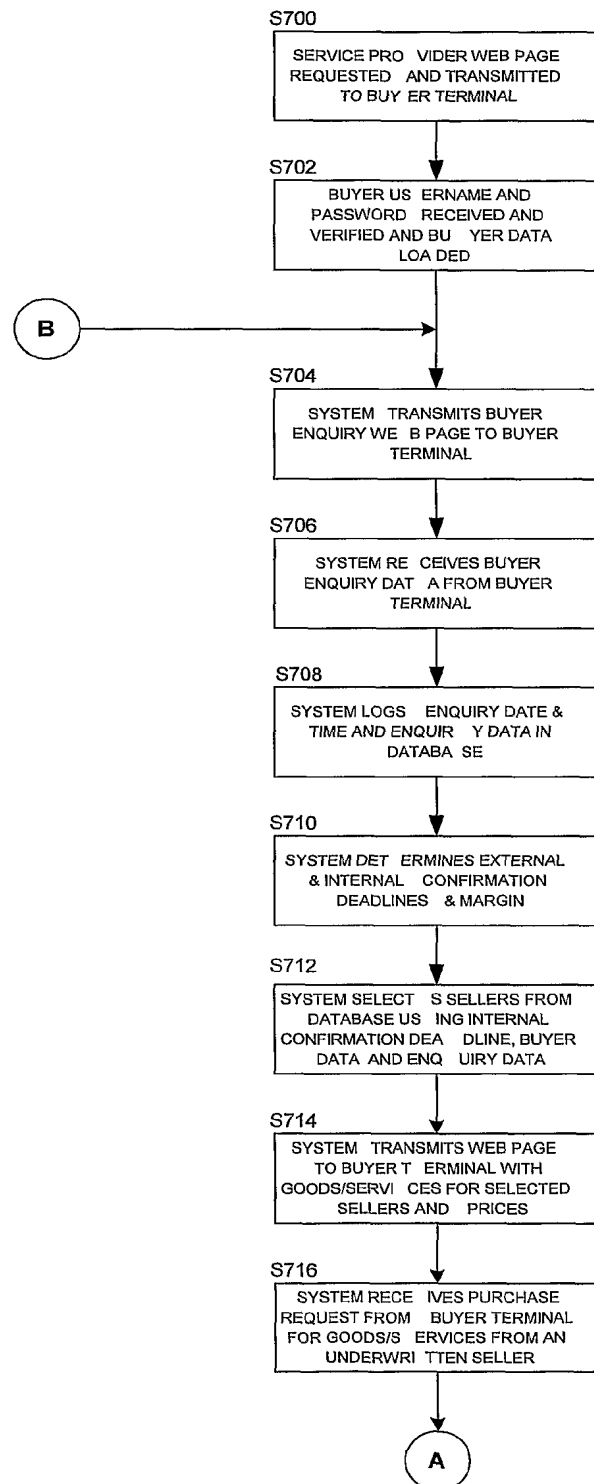 S700
SERVICE PRO VIDER WEB PAGE
REQUESTED AND TRANSMITTED
TO BUY ER TERMINAL
S702
BUYER US ERNAME AND
PASSWORD RECEIVED AND
VERIFIED AND BU YER DATA
LOA DED
B
S704
SYSTEM TRANSMITS BUYER
ENQUIRY WE B PAGE TO BUYER
TERMINAL
S706
SYSTEM RE CEIVES BUYER
ENQUIRY DAT A FROM BUYER
TERMINAL
S708
SYSTEM LOGS ENQUIRY DATE &
TIME AND ENQUIR Y DATA IN
DATABA SE
S710
SYSTEM DET ERMINES EXTERNAL
& INTERNAL CONFIRMATION
DEADLINES & MARGIN
S712
SYSTEM SELECT S SELLERS FROM
DATABASE US ING INTERNAL
CONFIRMATION DEA DLINE, BUYER
DATA AND ENQ UIRY DATA
S714
SYSTEM TRANSMITS WEB PAGE
TO BUYER T ERMINAL WITH
GOODS/SERVI CES FOR SELECTED
SELLERS AND PRICES
S716
SYSTEM RECE IVES PURCHASE
REQUEST FROM BUYER TERMINAL
FOR GOODS/S ERVICES FROM AN
UNDERWRI TTEN SELLER
A